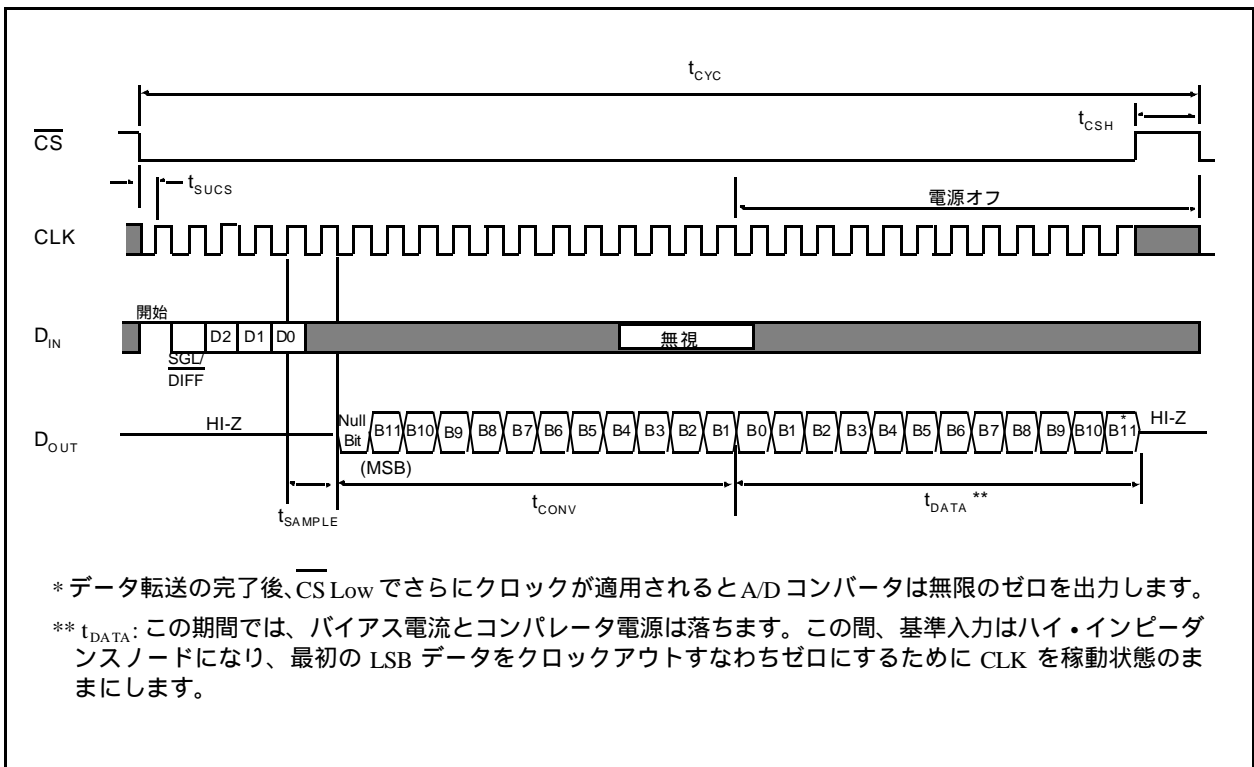 tCYC
tCSH
CS
tSUCS
電源オフ
CLK
開始
DIN
D2 D1 D0
無視
SGL/
DIFF
HI-Z
DOUT
Null
Bit
B11 B10 B9 B8 B7 B6 B5 B4 B3 B2 B1 B0 B1 B2 B3 B4 B5 B6 B7 B8 B9 B10 B11
*
HI-Z
(MSB)
tSAMPLE
tCONV
tDATA **
* データ転送の完了後、CS Low でさらにクロックが適用されると A/D コンバータは無限のゼロを出力します。
** tDATA: この期間では、バイアス電流とコンパレータ電源は落ちます。この間、基準入力はハイ・インピーダ
ンスノードになり、最初の LSB データをクロックアウトすなわちゼロにするために CLK を稼動状態のま
まにします。